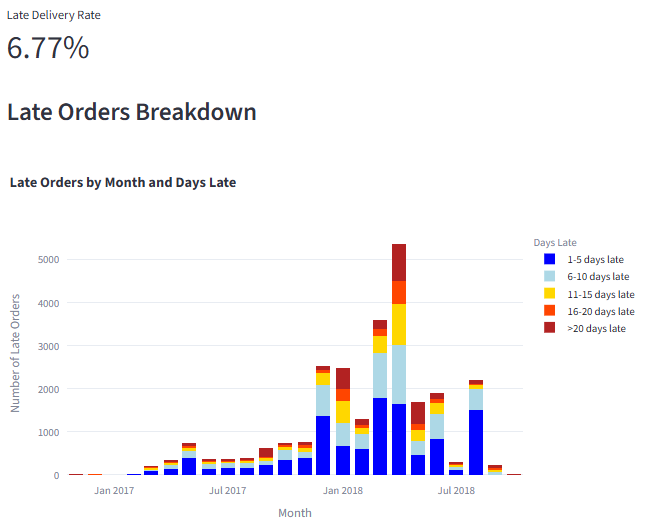 Late Delivery Rate
6.77%
Late Orders Breakdown
Late Orders by Month and Days Late
Days Late
1-5 days late
6-10 days late
11-15 days late
16-20 days late
>20 days late
Number of Late Orders
5000
4000
3000
2000
1000
0
Jan 2017
Jul 2017
Jan 2018
Jul 2018
Month